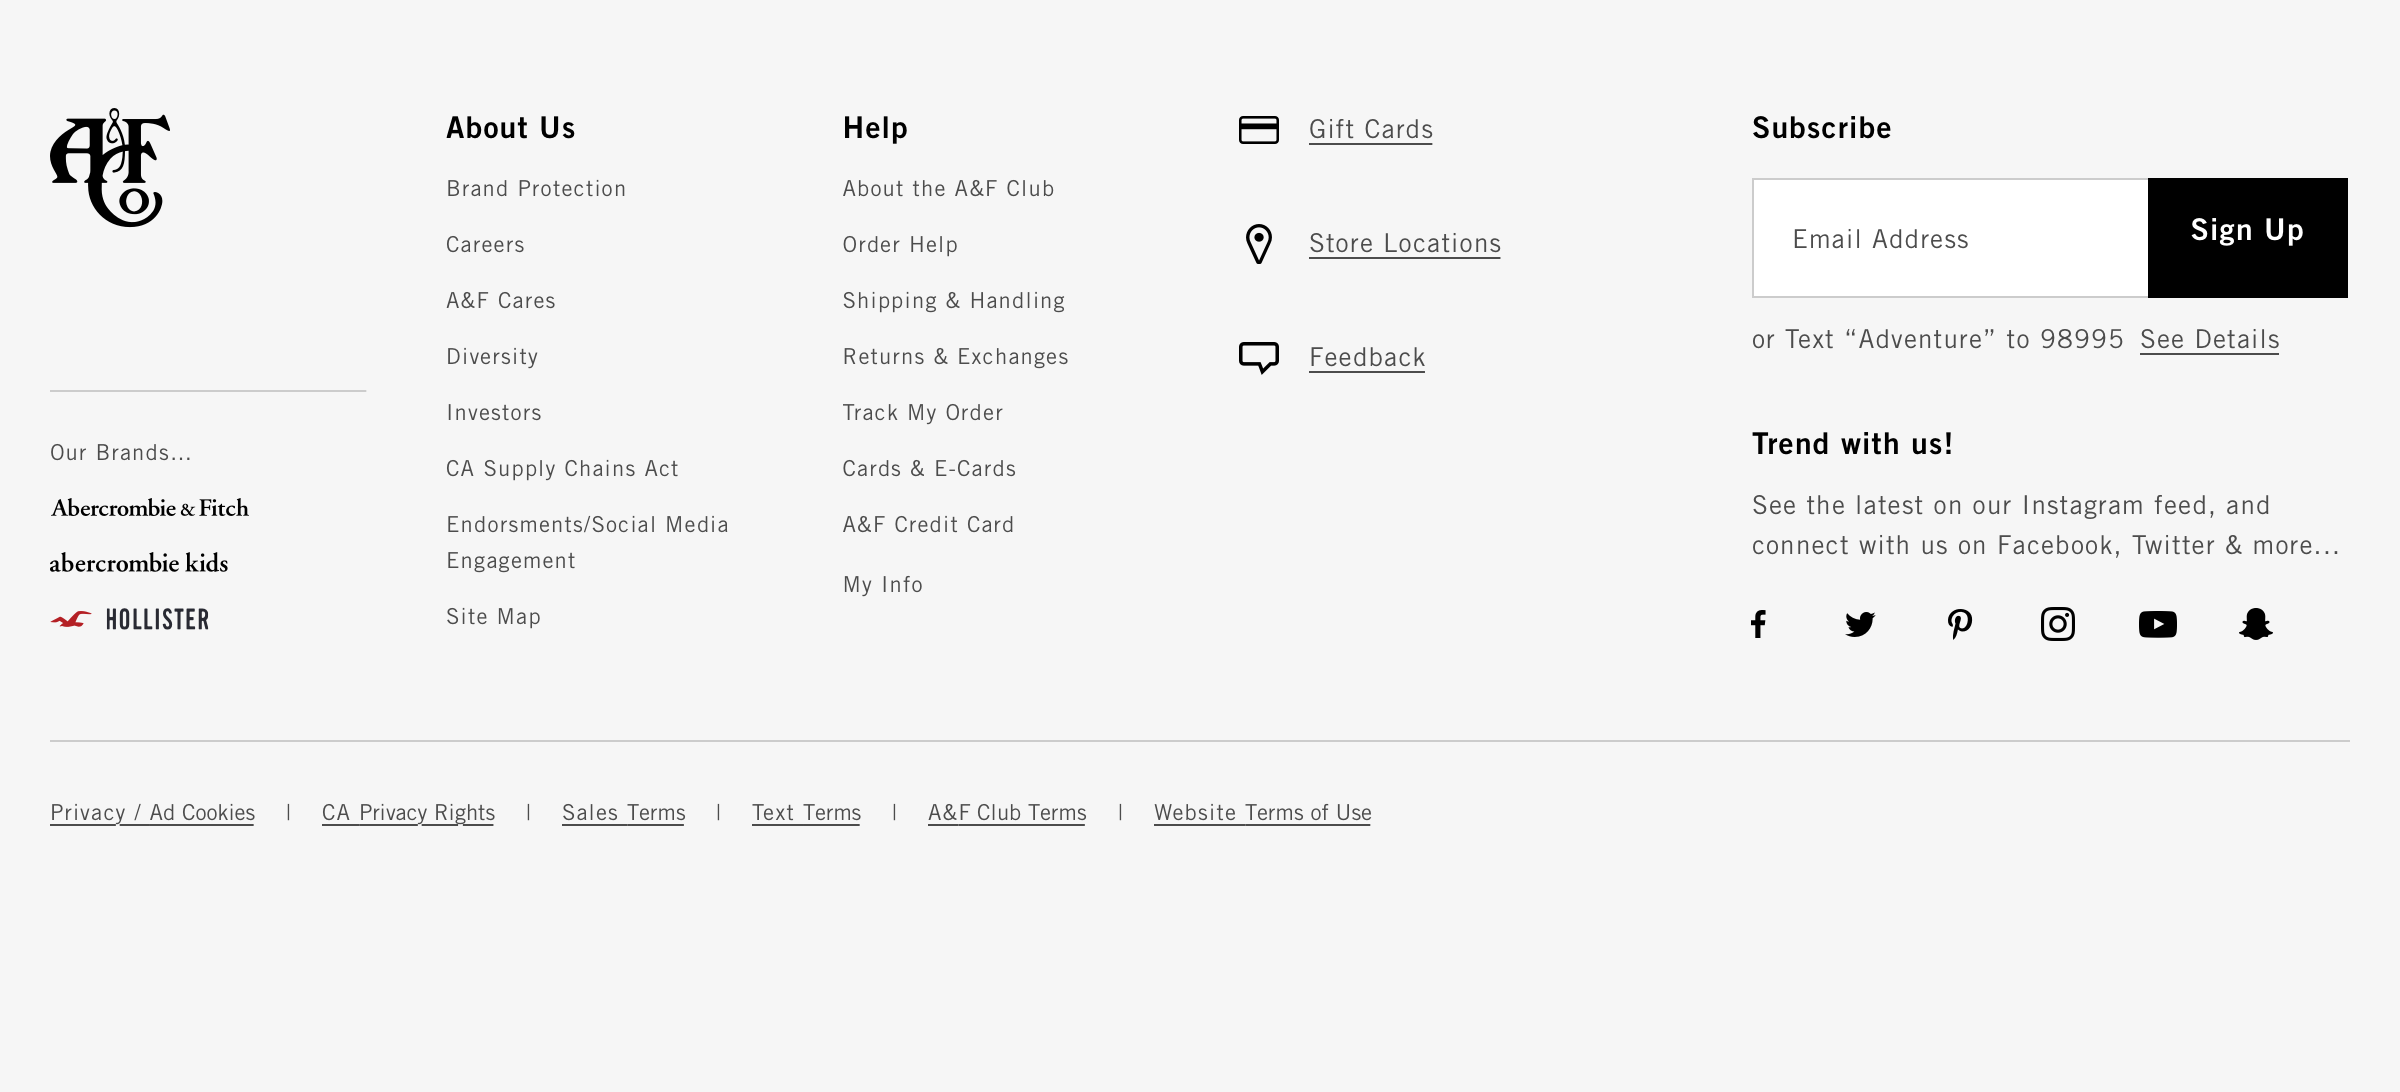 A&F
Co
Our Brands...
Abercrombie & Fitch
abercrombie kids
HOLLISTER
About Us
Brand Protection
Careers
A&F Cares
Diversity
Investors
CA Supply Chains Act
Endorsments/Social Media
Engagement
Site Map
Help
About the A&F Club
Order Help
Shipping & Handling
Returns & Exchanges
Track My Order
Cards & E-Cards
A&F Credit Card
My Info
Gift Cards
Store Locations
Feedback
Subscribe
Email Address
Sign Up
or Text “Adventure” to 98995 See Details
Trend with us!
See the latest on our Instagram feed, and
connect with us on Facebook, Twitter & more...
Privacy / Ad Cookies | CA Privacy Rights | Sales Terms | Text Terms | A&F Club Terms | Website Terms of Use